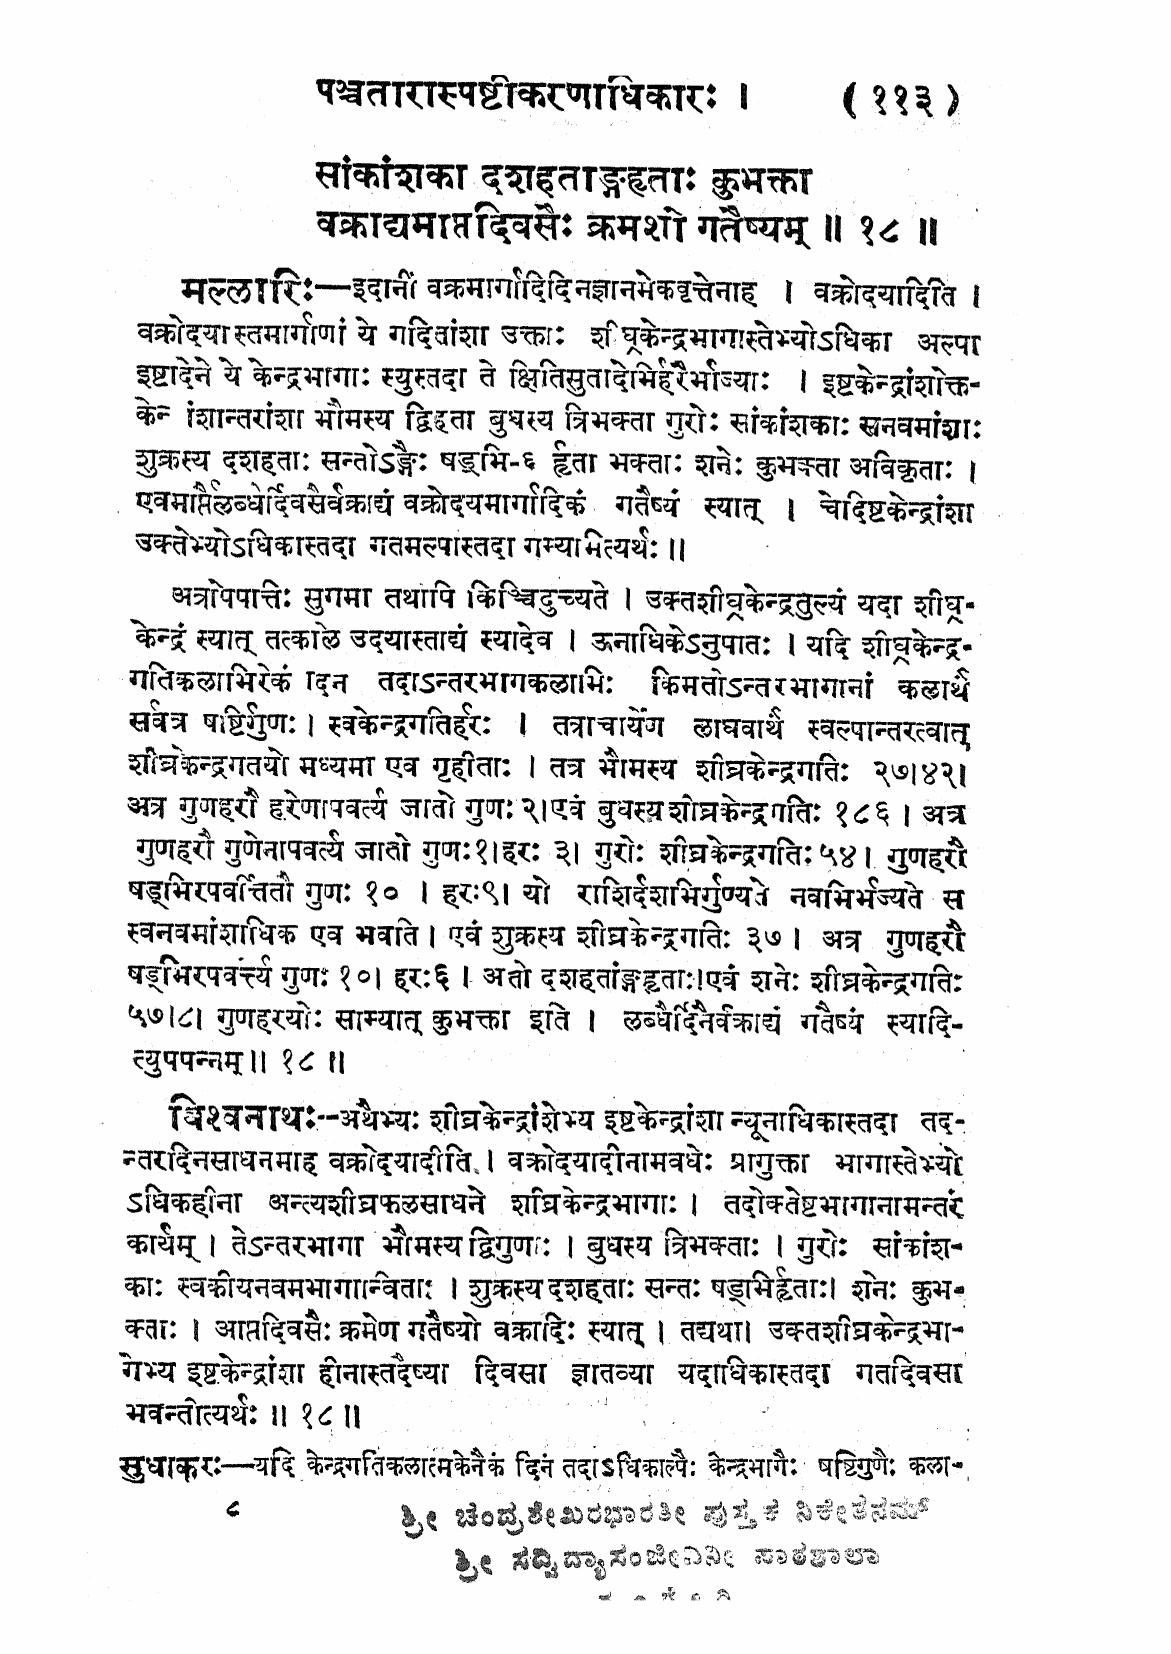 पञ्चतारास्पष्टीकरणाधिकारः । (११३)
सांकांशका दशहताङ्गहृताः कुभक्ता
वक्राद्यमाप्तदिवसैः क्रमशो गतैष्यम् ॥ १८ ॥
मल्लारिः—इदानीं वक्रमार्गादिदिनज्ञानमेकवृत्तेनाह । वक्रोदयादिति ।
वक्रोदयास्तमार्गाणां ये गदितांशा उक्ताः शीघ्रकेन्द्रभागास्तेभ्योऽधिका अल्पा
इष्टदिने ये केन्द्रभागाः स्युस्तदा ते क्षितिसुतादेभिर्हरैर्भाज्याः । इष्टकेन्द्रांशोक्त-
केन्द्रांशान्तरांशा भौमस्य द्विहता बुधस्य त्रिभक्ता गुरोः सांकांशकाः सनवमांशाः
शुक्रस्य दशहताः सन्तोऽङ्गैः षड्भि-६ र्हृता भक्ताः शनेः कुभक्ता अविकृताः ।
एवमाप्तैर्लब्धैर्दिवसैर्वक्राद्यं वक्रोदयमार्गादिकं गतैष्यं स्यात् । चेदिष्टकेन्द्रांशा
उक्तेभ्योऽधिकास्तदा गतमल्पास्तदा गम्यामित्यर्थः ॥
अत्रोपपत्तिः सुगमा तथापि किञ्चिदुच्यते । उक्तशीघ्रकेन्द्रतुल्यं यदा शीघ्र-
केन्द्रं स्यात् तत्काले उदयास्ताद्यं स्यादेव । ऊनाधिकेऽनुपातः । यदि शीघ्रकेन्द्र-
गतिकलाभिरेकं दिनं तदाऽन्तरभागकलाभिः किमतोऽन्तरभागानां कलार्थं
सर्वत्र षष्टिर्गुणः । स्वकेन्द्रगतिर्हरः । तत्राचार्येण लाघवार्थं स्वल्पान्तरत्वात्
शीघ्रकेन्द्रगतयो मध्यमा एव गृहीताः । तत्र भौमस्य शीघ्रकेन्द्रगतिः २७।४२।
अत्र गुणहरौ हरेणापवर्त्य जातो गुणः २।एवं बुधस्य शीघ्रकेन्द्रगतिः १८६ । अत्र
गुणहरौ गुणेनापवर्त्य जातो गुणः१।हरः ३। गुरोः शीघ्रकेन्द्रगतिः ५४। गुणहरौ
षड्भिरपवर्त्तितौ गुणः १० । हरः९। यो राशिर्दशाभिर्गुण्यते नवभिर्भज्यते स
स्वनवमांशाधिक एव भवति । एवं शुक्रस्य शीघ्रकेन्द्रगतिः ३७ । अत्र गुणहरौ
षड्भिरपवर्त्त्य गुणः १०। हरः६ । अतो दशहतांङ्गहृताः।एवं शनेः शीघ्रकेन्द्रगतिः
५७।८। गुणहरयोः साम्यात् कुभक्ता इति । लब्धैर्दिनैर्वक्राद्यं गतैष्यं स्यादि-
त्युपपन्नम्॥ १८ ॥
विश्वनाथः--अथैभ्यः शीघ्रकेन्द्रांशेभ्य इष्टकेन्द्रांशा न्यूनाधिकास्तदा तद-
न्तरदिनसाधनमाह वक्रोदयादीति । वक्रोदयादीनामवधेः प्रागुक्ता भागास्तेभ्यो
ऽधिकहीना अन्त्यशीघ्रफलसाधने शीघ्रकेन्द्रभागाः । तदोक्तेष्टभागानामन्तरं
कार्यम् । तेऽन्तरभागा भौमस्य द्विगुणाः । बुधस्य त्रिभक्ताः । गुरोः सांकांश-
काः स्वकीयनवमभागान्विताः । शुक्रस्य दशहताः सन्तः षड्भिर्हृताः। शनेः कुभ-
क्ताः । आप्तदिवसैः क्रमेण गतैष्यो वक्रादिः स्यात् । तद्यथा। उक्तशीघ्रकेन्द्रभा-
गेभ्य इष्टकेन्द्रांशा हीनास्तदैष्या दिवसा ज्ञातव्या यदाधिकास्तदा गतदिवसा
भवन्तीत्यर्थः ॥ १८ ॥
सुधाकरः—यदि केन्द्रगतिकलात्मकेनैकं दिनं तदाऽधिकाल्पैः केन्द्रभागैः षष्टिगुणैः कला-
८
ಶ್ರೀ ಚಂದ್ರಶೇಖರಭಾರತೀ ಪುಸ್ತಕ ನಿಕೇತನಮ್
ಶ್ರೀ ಸದ್ವಿದ್ಯಾಸಂಜೀವಿನೀ ಪಾಠಶಾಲಾ